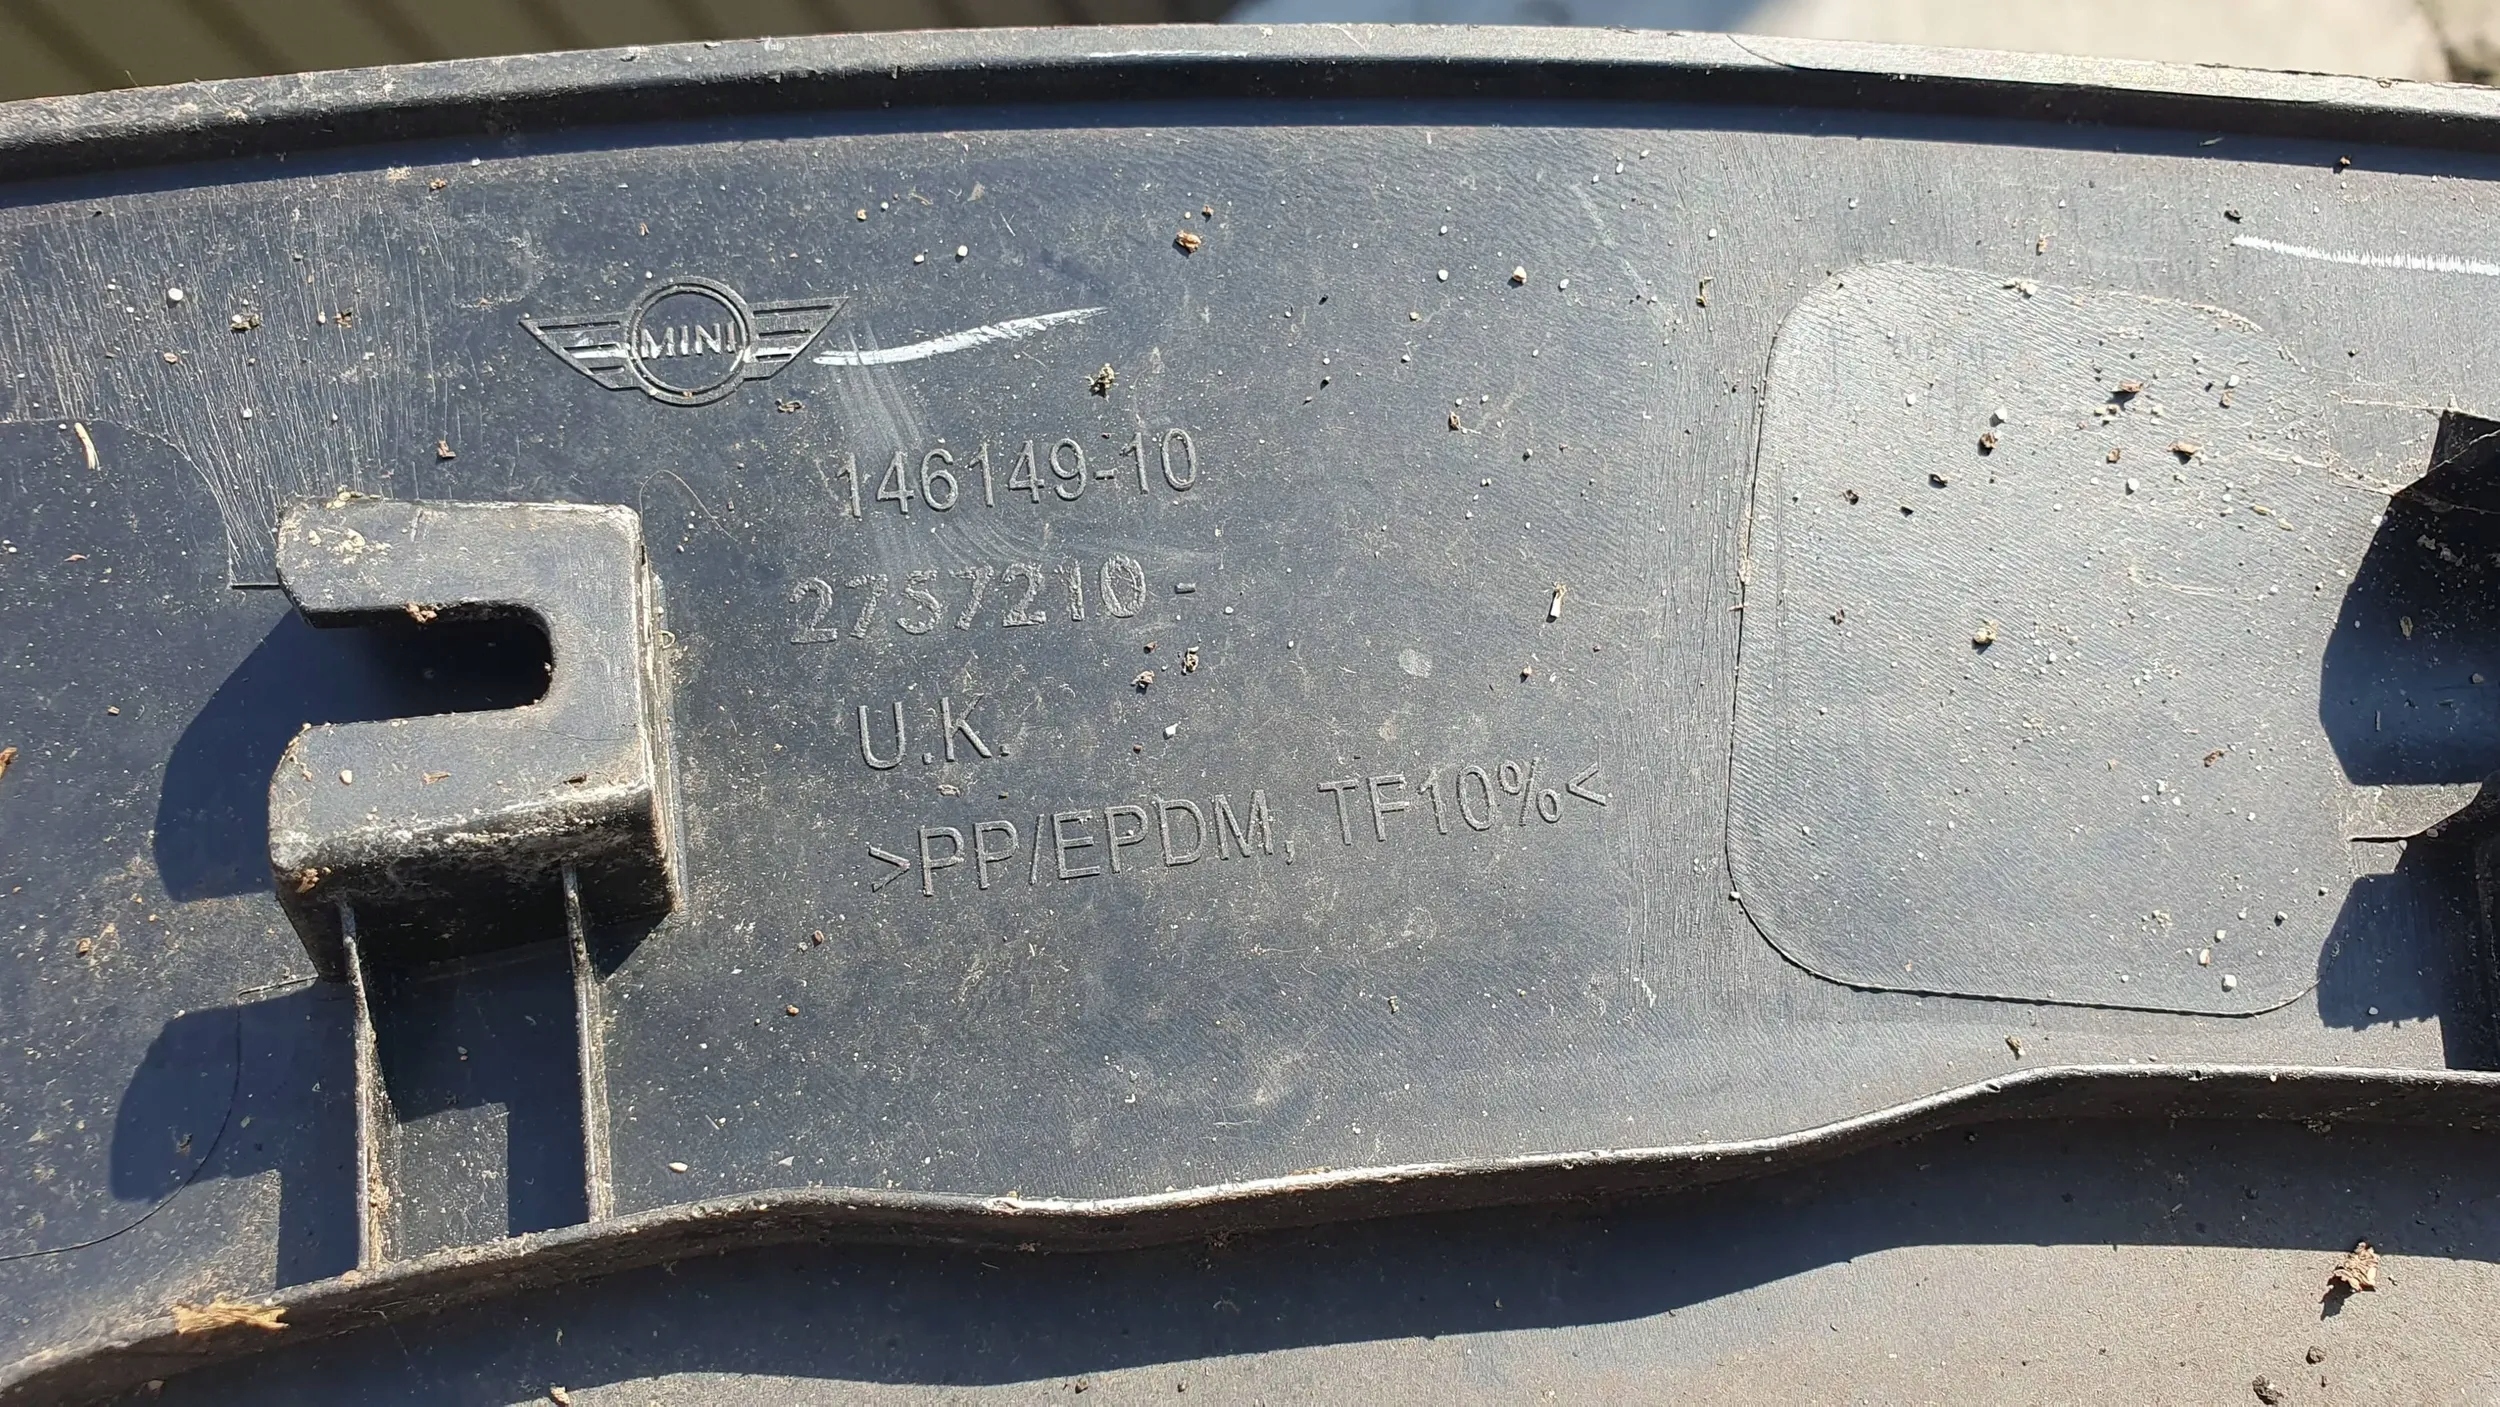 MINI
146149-10
2757210 -
U.K.
>PP/EPDM, TF10%<